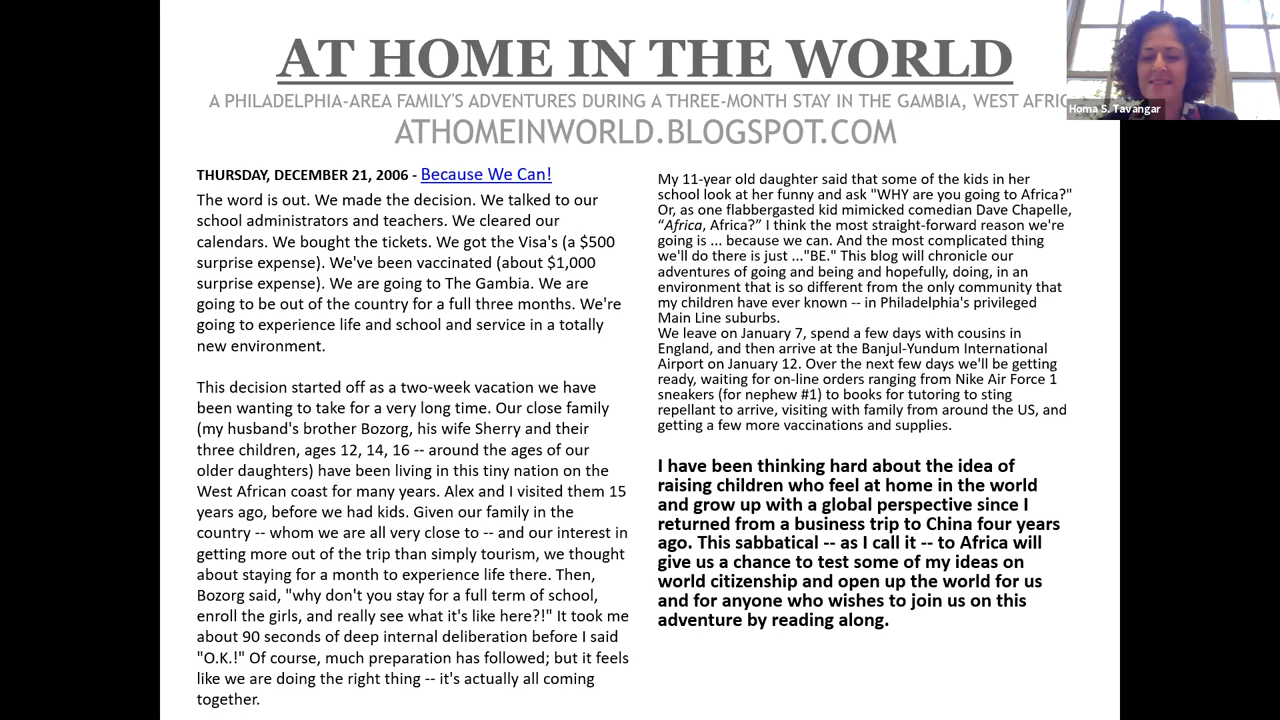 AT HOME IN THE WORLD
A PHILADELPHIA-AREA FAMILY'S ADVENTURES DURING A THREE-MONTH STAY IN THE GAMBIA, WEST AFRIC
ATHOMEINWORLD.BLOGSPOT.COM
Homa S. Tavangar
THURSDAY, DECEMBER 21, 2006 - Because We Can!
The word is out. We made the decision. We talked to our
school administrators and teachers. We cleared our
calendars. We bought the tickets. We got the Visa's (a $500
surprise expense). We've been vaccinated (about $1,000
surprise expense). We are going to The Gambia. We are
going to be out of the country for a full three months. We're
going to experience life and school and service in a totally
new environment.
This decision started off as a two-week vacation we have
been wanting to take for a very long time. Our close family
(my husband's brother Bozorg, his wife Sherry and their
three children, ages 12, 14, 16 -- around the ages of our
older daughters) have been living in this tiny nation on the
West African coast for many years. Alex and I visited them 15
years ago, before we had kids. Given our family in the
country -- whom we are all very close to -- and our interest in
getting more out of the trip than simply tourism, we thought
about staying for a month to experience life there. Then,
Bozorg said, "why don't you stay for a full term of school,
enroll the girls, and really see what it's like here?!" It took me
about 90 seconds of deep internal deliberation before I said
"O.K.!" Of course, much preparation has followed; but it feels
like we are doing the right thing -- it's actually all coming
together.
My 11-year old daughter said that some of the kids in her
school look at her funny and ask "WHY are you going to Africa?"
Or, as one flabbergasted kid mimicked comedian Dave Chapelle,
“Africa, Africa?” I think the most straight-forward reason we're
going is ... because we can. And the most complicated thing
we'll do there is just ..."BE." This blog will chronicle our
adventures of going and being and hopefully, doing, in an
environment that is so different from the only community that
my children have ever known -- in Philadelphia's privileged
Main Line suburbs.
We leave on January 7, spend a few days with cousins in
England, and then arrive at the Banjul-Yundum International
Airport on January 12. Over the next few days we'll be getting
ready, waiting for on-line orders ranging from Nike Air Force 1
sneakers (for nephew #1) to books for tutoring to sting
repellant to arrive, visiting with family from around the US, and
getting a few more vaccinations and supplies.
I have been thinking hard about the idea of
raising children who feel at home in the world
and grow up with a global perspective since I
returned from a business trip to China four years
ago. This sabbatical -- as I call it -- to Africa will
give us a chance to test some of my ideas on
world citizenship and open up the world for us
and for anyone who wishes to join us on this
adventure by reading along.